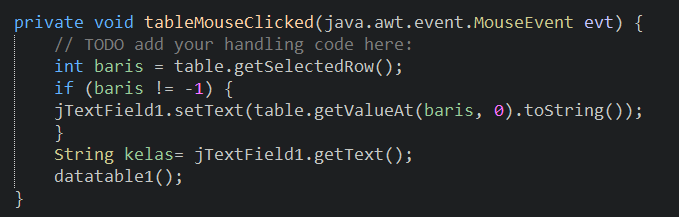 private void tableMouseClicked(java.awt.event.MouseEvent evt) {
// TODO add your handling code here:
int baris = table.getSelectedRow();
if (baris != -1) {
jTextField1.setText(table.getValueAt(baris, 0).toString());
}
String kelas= jTextField1.getText();
datatable1();
}